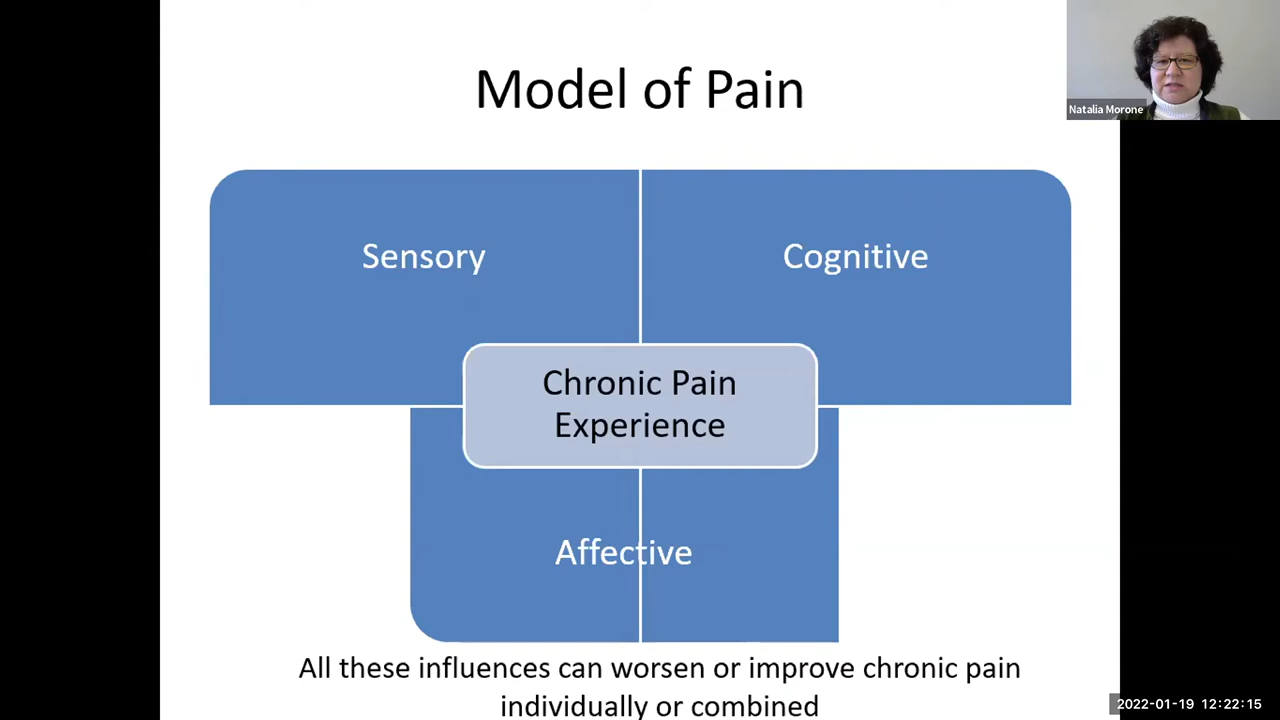 Model of Pain
Natalia Morone
Sensory
Cognitive
Chronic Pain
Experience
Affective
All these influences can worsen or improve chronic pain
individually or combined
2022-01-19 12:22:15